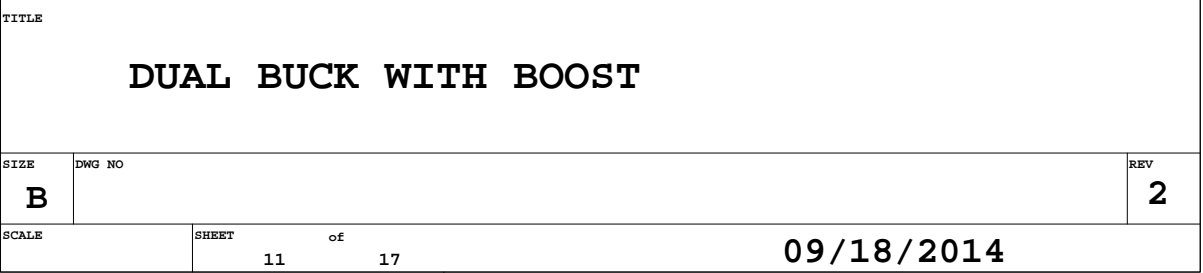 TITLE
DUAL BUCK WITH BOOST
SIZE DWG NO REV
B 2
SCALE SHEET of
11 17 09/18/2014